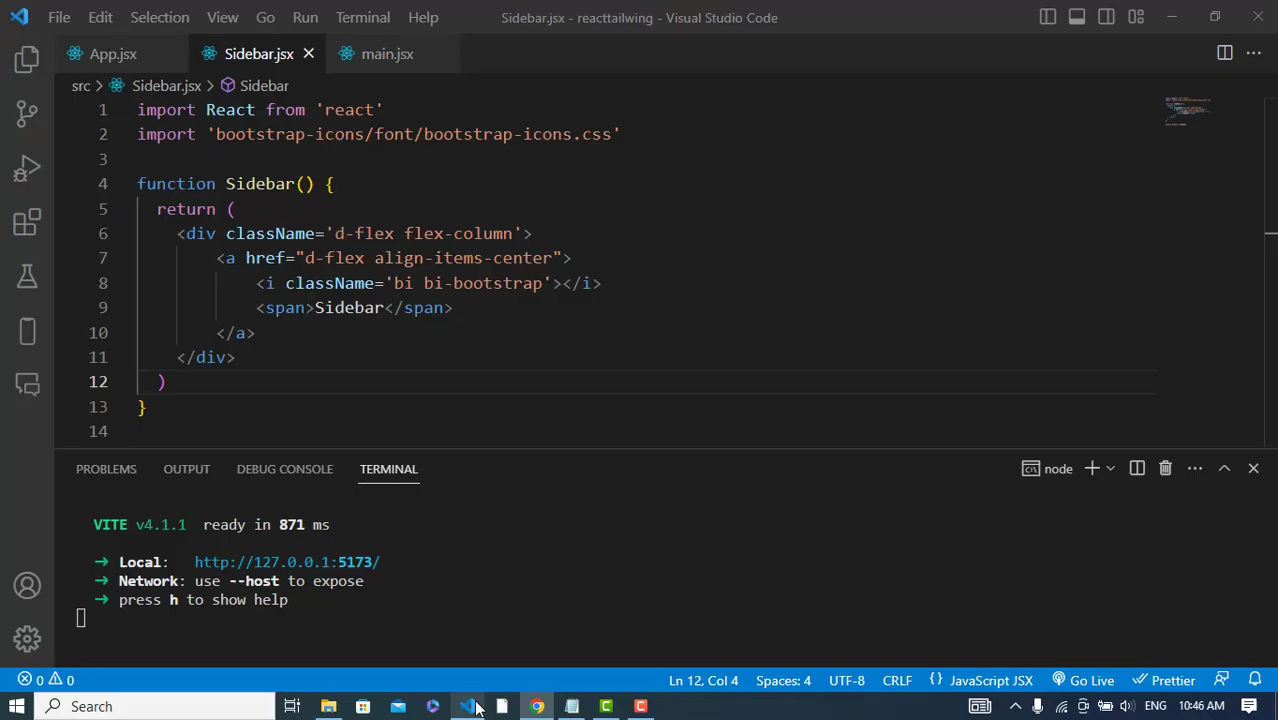 File Edit Selection View Go Run Terminal Help Sidebar.jsx - reacttailwing - Visual Studio Code
App.jsx Sidebar.jsx main.jsx
src > Sidebar.jsx > Sidebar
1 import React from 'react'
2 import 'bootstrap-icons/font/bootstrap-icons.css'
3
4 function Sidebar() {
5 return (
6 <div className='d-flex flex-column'>
7 <a href="d-flex align-items-center">
8 <i className='bi bi-bootstrap'></i>
9 <span>Sidebar</span>
10 </a>
11 </div>
12 )
13 }
14
PROBLEMS OUTPUT DEBUG CONSOLE TERMINAL node
VITE v4.1.1 ready in 871 ms
➜ Local: http://127.0.0.1:5173/
➜ Network: use --host to expose
➜ press h to show help
0 0 Ln 12, Col 4 Spaces: 4 UTF-8 CRLF {} JavaScript JSX Go Live Prettier
Search ENG 10:46 AM